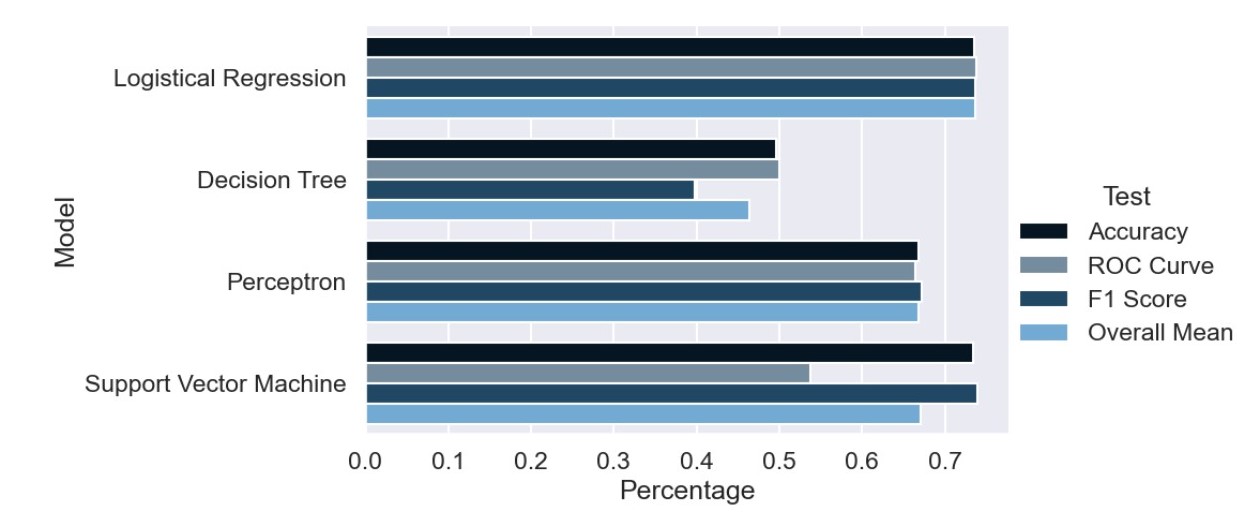 Model
Logistical Regression
Decision Tree
Perceptron
Support Vector Machine
0.0 0.1 0.2 0.3 0.4 0.5 0.6 0.7
Percentage
Test
Accuracy
ROC Curve
F1 Score
Overall Mean